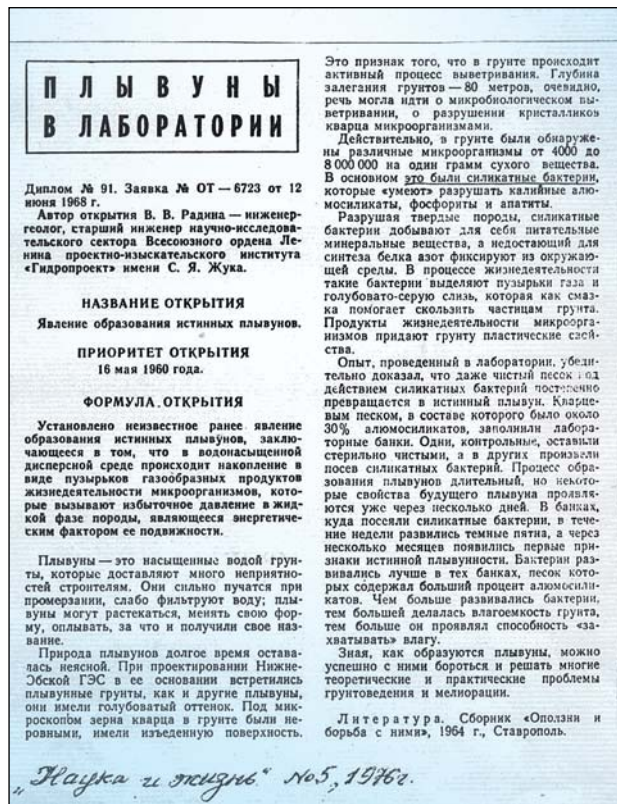 ПЛЫВУНЫ
В ЛАБОРАТОРИИ
Диплом № 91. Заявка № ОТ — 6723 от 12
июня 1968 г.
Автор открытия В. В. Радина — инженер-
геолог, старший инженер научно-исследова-
тельского сектора Всесоюзного ордена Ле-
нина проектно-изыскательского института
«Гидропроект» имени С. Я. Жука.
НАЗВАНИЕ ОТКРЫТИЯ
Явление образования истинных плывунов.
ПРИОРИТЕТ ОТКРЫТИЯ
16 мая 1960 года.
ФОРМУЛА ОТКРЫТИЯ
Установлено неизвестное ранее явление
образования истинных плывунов, заклю-
чающееся в том, что в водонасыщенной
дисперсной среде происходит накопление в
виде пузырьков газообразных продуктов
жизнедеятельности микроорганизмов, кото-
рые вызывают избыточное давление в жид-
кой фазе породы, являющееся энергетиче-
ским фактором ее подвижности.
Плывуны — это насыщенные водой грун-
ты, которые доставляют много неприятно-
стей строителям. Они сильно пучатся при
промерзании, слабо фильтруют воду; плы-
вуны могут растекаться, менять свою фор-
му, оплывать, за что и получили свое наз-
вание.
Природа плывунов долгое время остава-
лась неясной. При проектировании Нижне-
Обской ГЭС в ее основании встретились
плывунные грунты, как и другие плывуны,
они имели голубоватый оттенок. Под мик-
роскопом зерна кварца в грунте были не-
ровными, имели изъеденную поверхность.
Это признак того, что в грунте происходит
активный процесс выветривания. Глубина
залегания грунтов — 80 метров, очевидно,
речь могла идти о микробиологическом вы-
ветривании, о разрушении кристалликов
кварца микроорганизмами.
Действительно, в грунте были обнаруже-
ны различные микроорганизмы от 4000 до
8 000 000 на один грамм сухого вещества.
В основном это были силикатные бактерии,
которые «умеют» разрушать калийные алю-
мосиликаты, фосфориты и апатиты.
Разрушая твердые породы, силикатные
бактерии добывают для себя питательные
минеральные вещества, а недостающий для
синтеза белка азот фиксируют из окружаю-
щей среды. В процессе жизнедеятельности
такие бактерии выделяют пузырьки газа и
голубовато-серую слизь, которая как смаз-
ка помогает скользить частицам грунта.
Продукты жизнедеятельности микроорга-
низмов придают грунту пластические свой-
ства.
Опыт, проведенный в лаборатории, убеди-
тельно доказал, что даже чистый песок под
действием силикатных бактерий постепенно
превращается в истинный плывун. Кварце-
вым песком, в составе которого было около
30% алюмосиликатов, заполнили лабора-
торные банки. Одни, контрольные, оставили
стерильно чистыми, а в других произвели
посев силикатных бактерий. Процесс обра-
зования плывунов длительный, но некото-
рые свойства будущего плывуна проявля-
ются уже через несколько дней. В банках,
куда посеяли силикатные бактерии, в тече-
ние недели развились темные пятна, а через
несколько месяцев появились первые приз-
наки истинной плывунности. Бактерии раз-
вивались лучше в тех банках, песок кото-
рых содержал больший процент алюмосили-
катов. Чем больше развивались бактерии,
тем большей делалась влагоемкость грунта,
тем больше он проявлял способность «за-
хватывать» влагу.
Зная, как образуются плывуны, можно
успешно с ними бороться и решать многие
теоретические и практические проблемы
грунтоведения и мелиорации.
Литература. Сборник «Оползни и
борьба с ними», 1964 г., Ставрополь.
„Наука и жизнь" №5, 1976г.